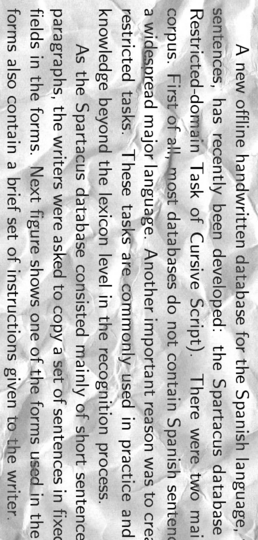 A new offline handwritten database for the Spanish language,
sentences, has recently been developed: the Spartacus database
Restricted-domain Task of Cursive Script). There were two mai
corpus. First of all, most databases do not contain Spanish senten
a widespread major language. Another important reason was to crea
restricted tasks. These tasks are commonly used in practice and
knowledge beyond the lexicon level in the recognition process.
As the Spartacus database consisted mainly of short sentence
paragraphs, the writers were asked to copy a set of sentences in fixed
fields in the forms. Next figure shows one of the forms used in the
forms also contain a brief set of instructions given to the writer.